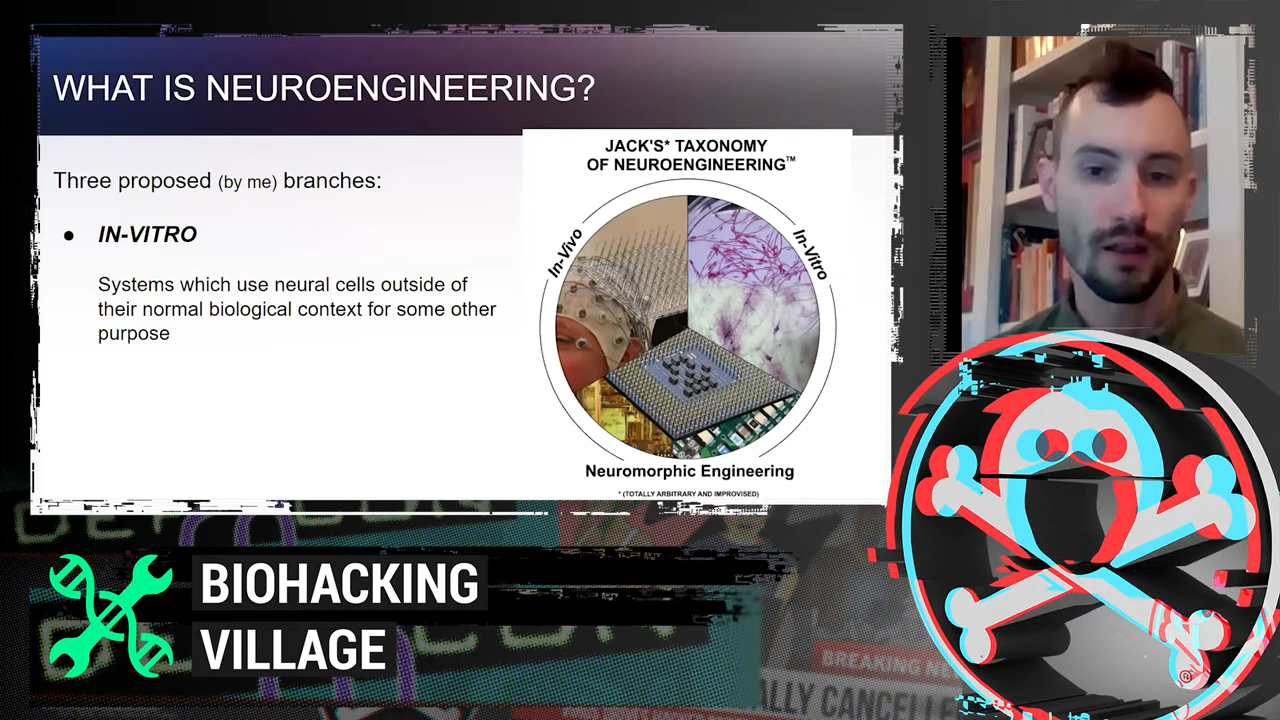 WHAT IS NEUROENGINEERING?
Three proposed (by me) branches:
● IN-VITRO
Systems which use neural cells outside of
their normal biological context for some other
purpose
JACK'S* TAXONOMY
OF NEUROENGINEERING™
In-Vivo
In-Vitro
Neuromorphic Engineering
* (TOTALLY ARBITRARY AND IMPROVISED)
BIOHACKING
VILLAGE
BREAKING
ALLY
®